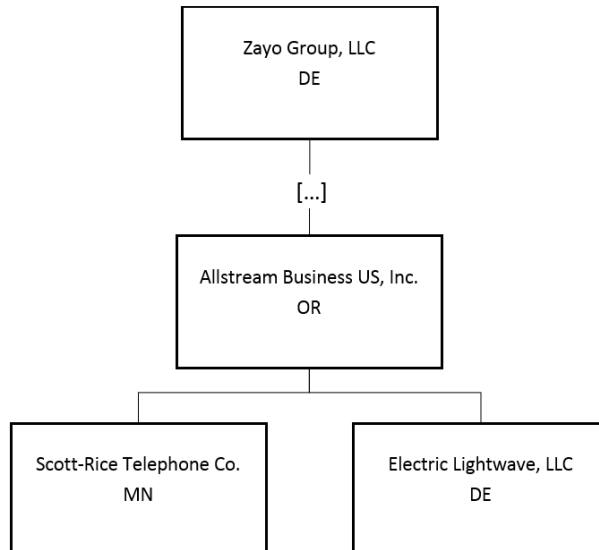 Zayo Group, LLC
DE
[...]
Allstream Business US, Inc.
OR
Scott-Rice Telephone Co.
MN
Electric Lightwave, LLC
DE